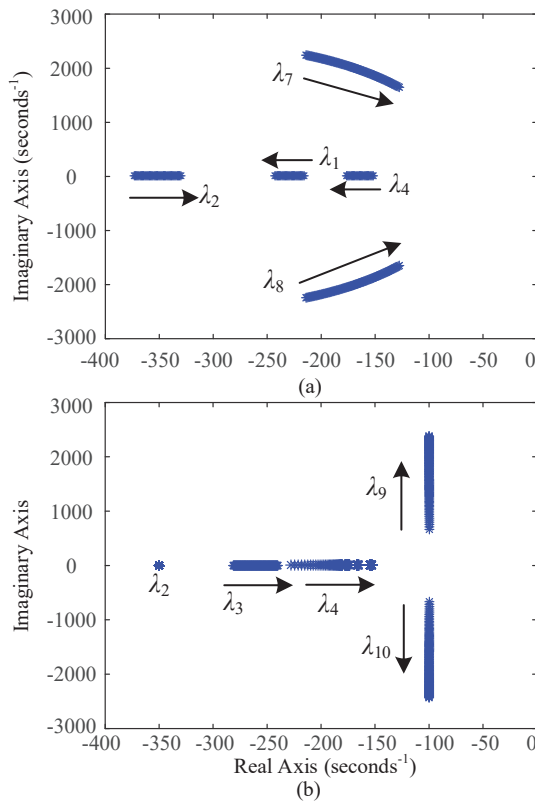 3000
2000
1000
0
-1000
-2000
-3000
Imaginary Axis (seconds-1)
λ7
λ1
λ2
λ4
λ8
-400 -350 -300 -250 -200 -150 -100 -50 0
(a)
3000
2000
1000
0
-1000
-2000
-3000
Imaginary Axis
λ9
λ2
λ3
λ4
λ10
-400 -350 -300 -250 -200 -150 -100 -50 0
Real Axis (seconds-1)
(b)